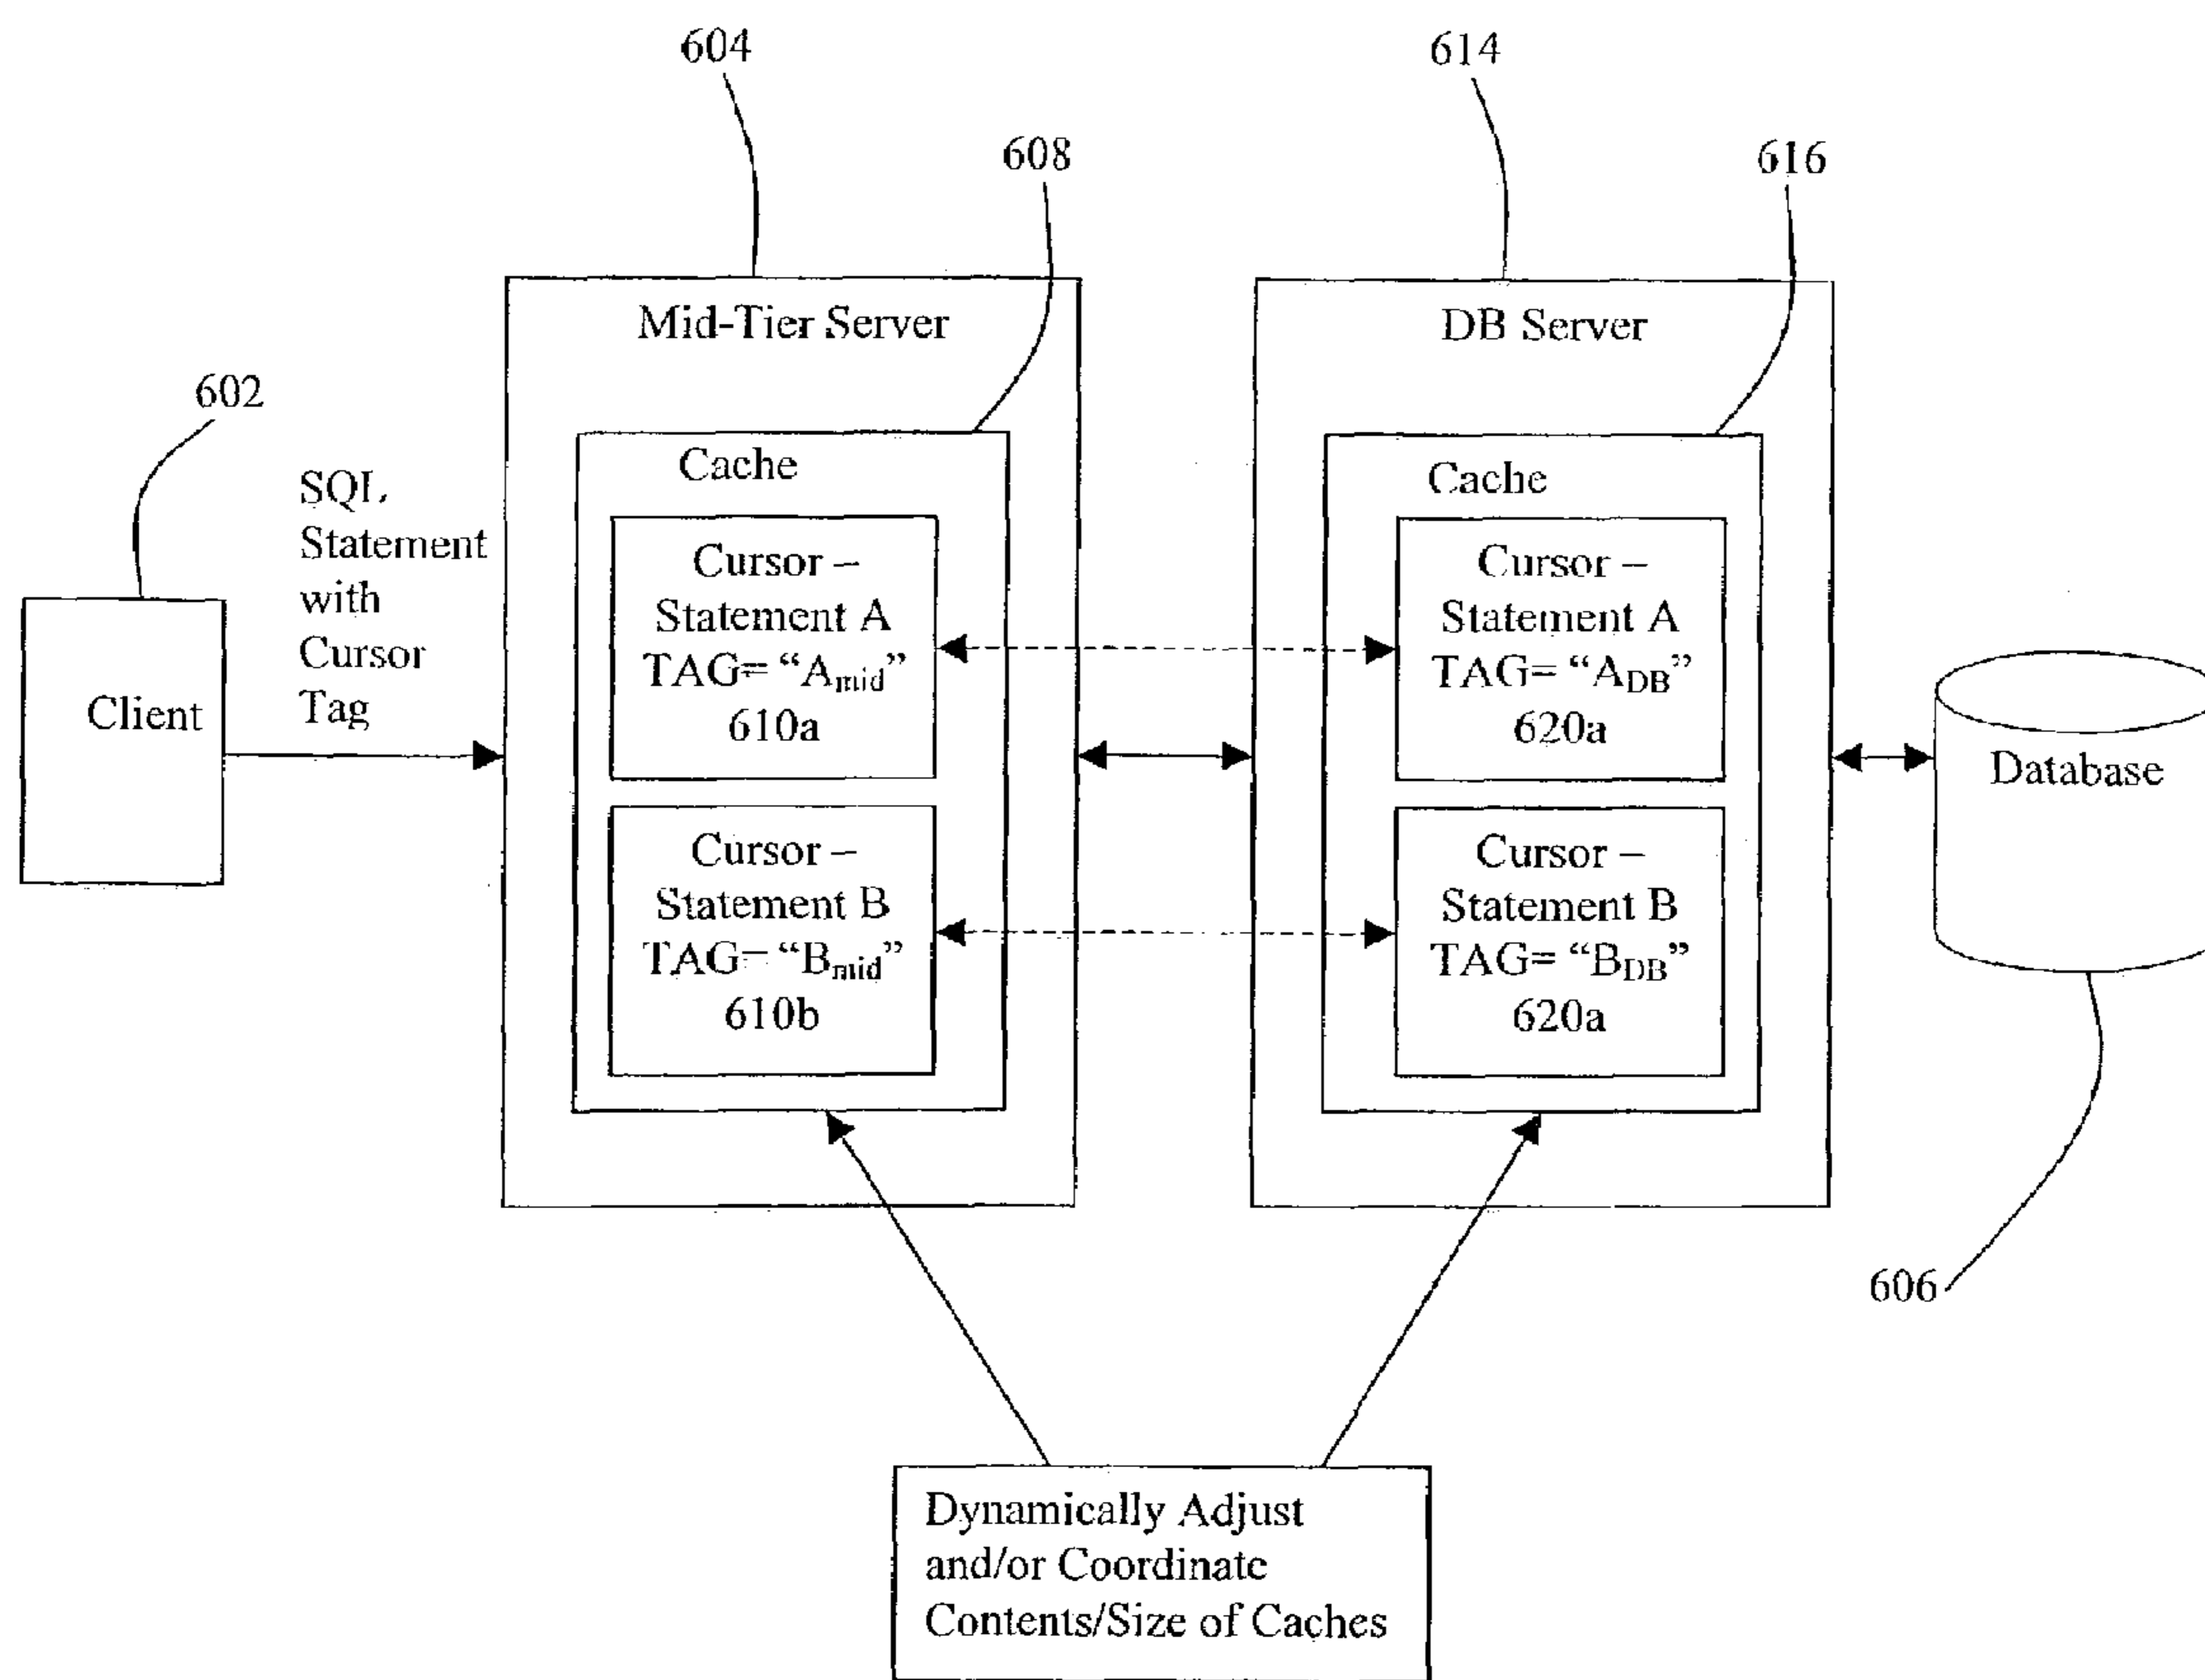 604
614
608
616
Mid-Tier Server
DB Server
602
Cache
Cache
SQL
Statement
with
Cursor
Tag
Cursor –
Statement A
TAG= “Amid”
610a
Cursor –
Statement A
TAG= “ADB”
620a
Client
Database
Cursor –
Statement B
TAG= “Bmid”
610b
Cursor –
Statement B
TAG= “BDB”
620a
606
Dynamically Adjust
and/or Coordinate
Contents/Size of Caches